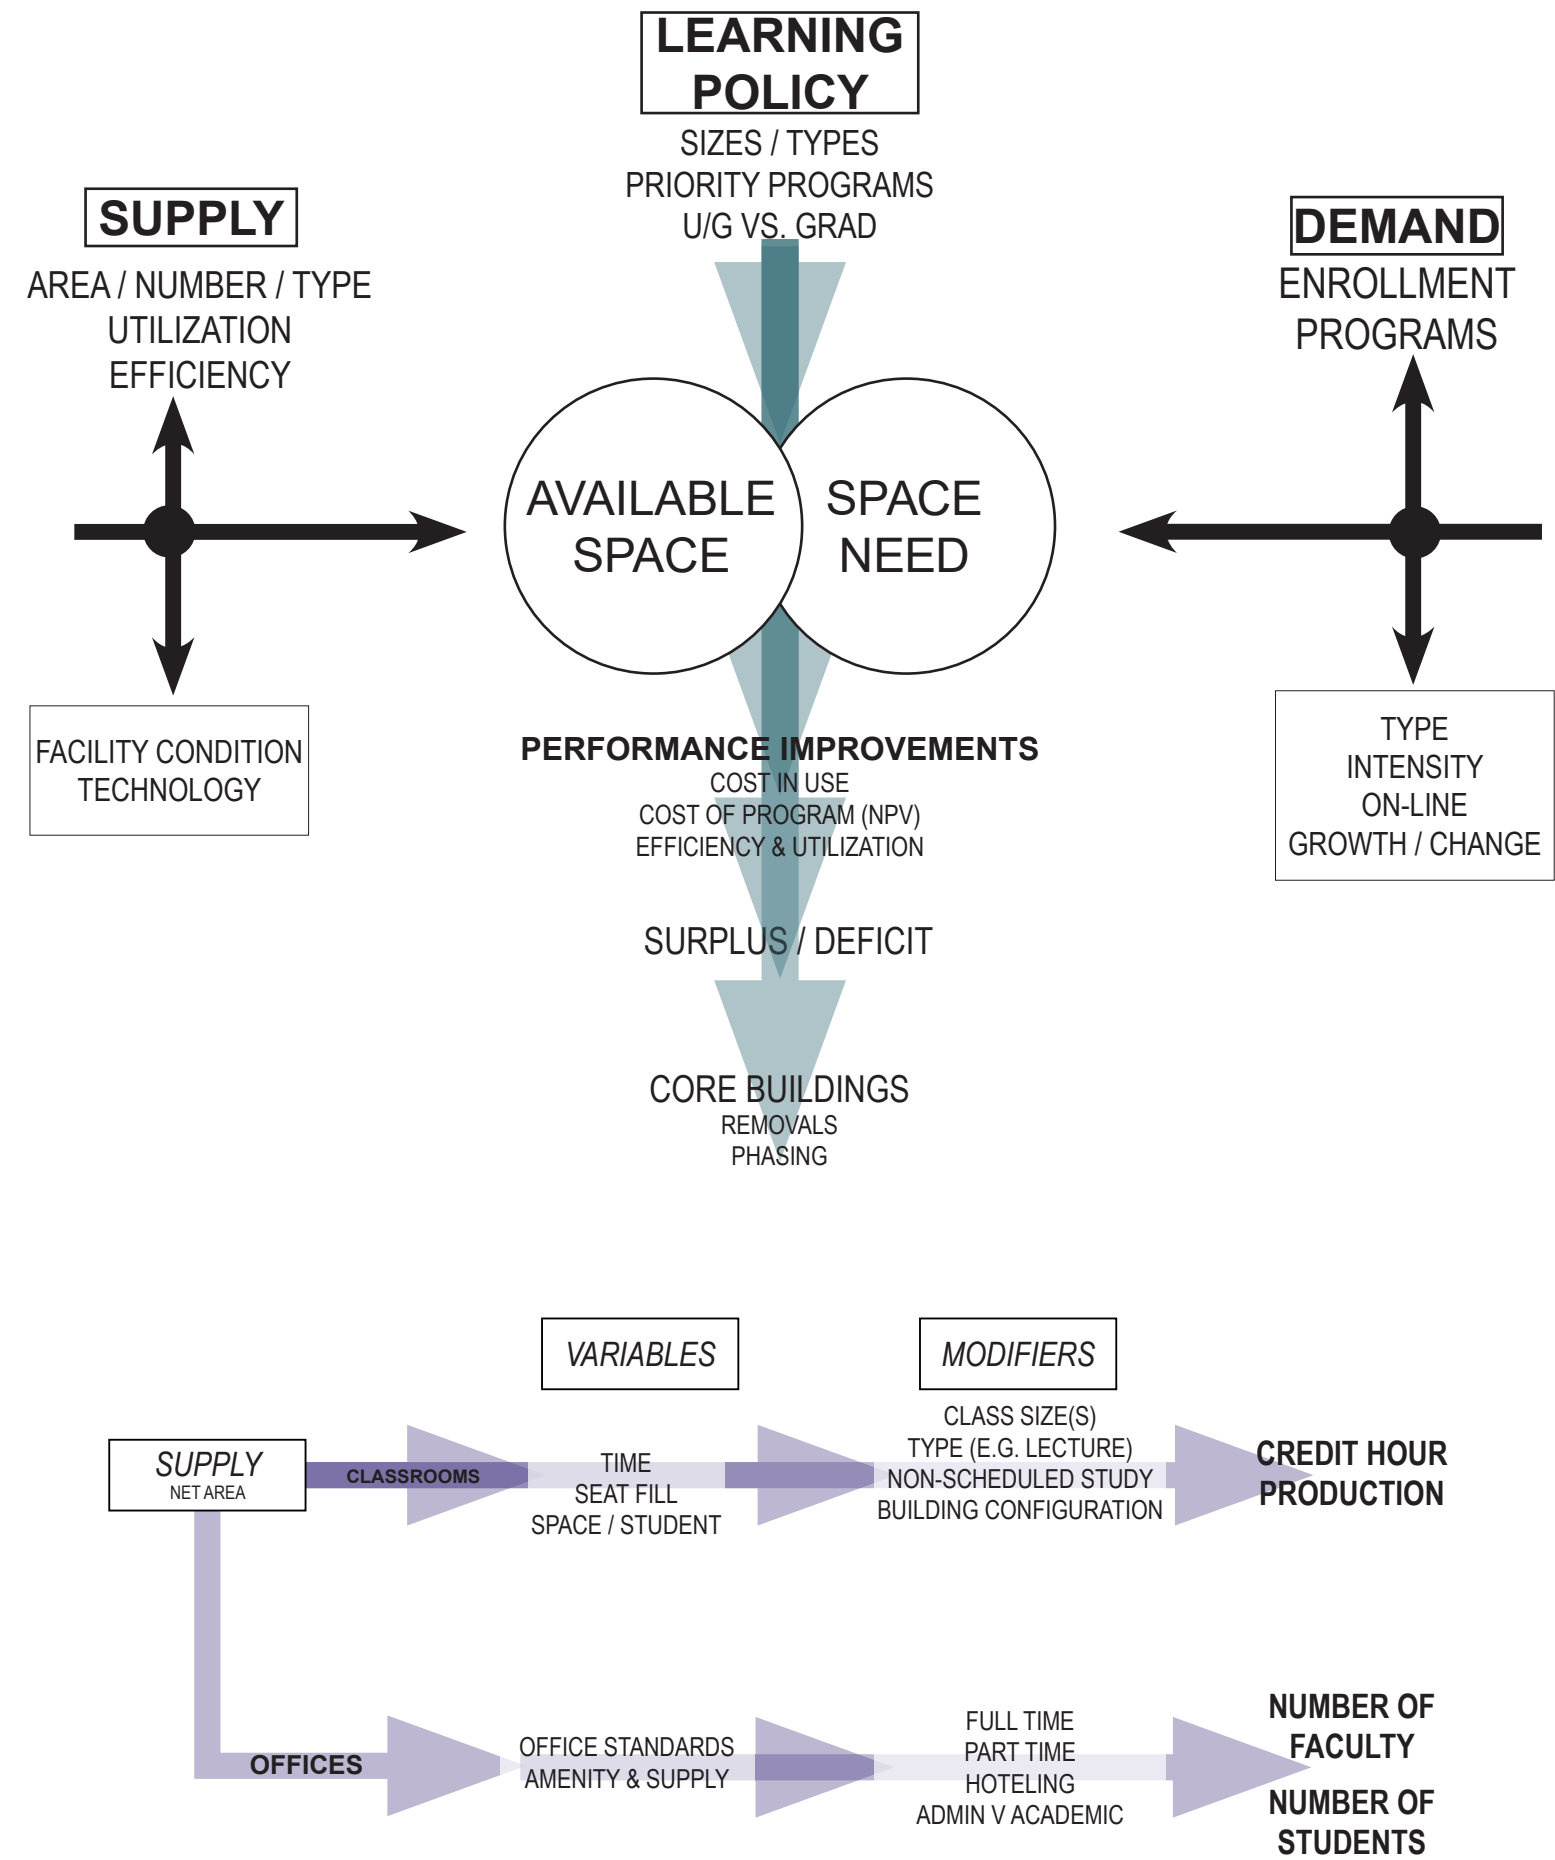 LEARNING
POLICY
SIZES / TYPES
PRIORITY PROGRAMS
U/G VS. GRAD
SUPPLY
AREA / NUMBER / TYPE
UTILIZATION
EFFICIENCY
DEMAND
ENROLLMENT
PROGRAMS
AVAILABLE
SPACE
SPACE
NEED
FACILITY CONDITION
TECHNOLOGY
PERFORMANCE IMPROVEMENTS
COST IN USE
COST OF PROGRAM (NPV)
EFFICIENCY & UTILIZATION
TYPE
INTENSITY
ON-LINE
GROWTH / CHANGE
SURPLUS / DEFICIT
CORE BUILDINGS
REMOVALS
PHASING
VARIABLES
MODIFIERS
SUPPLY
NET AREA
CLASSROOMS
TIME
SEAT FILL
SPACE / STUDENT
CLASS SIZE(S)
TYPE (E.G. LECTURE)
NON-SCHEDULED STUDY
BUILDING CONFIGURATION
CREDIT HOUR
PRODUCTION
OFFICES
OFFICE STANDARDS
AMENITY & SUPPLY
FULL TIME
PART TIME
HOTELING
ADMIN V ACADEMIC
NUMBER OF
FACULTY
NUMBER OF
STUDENTS